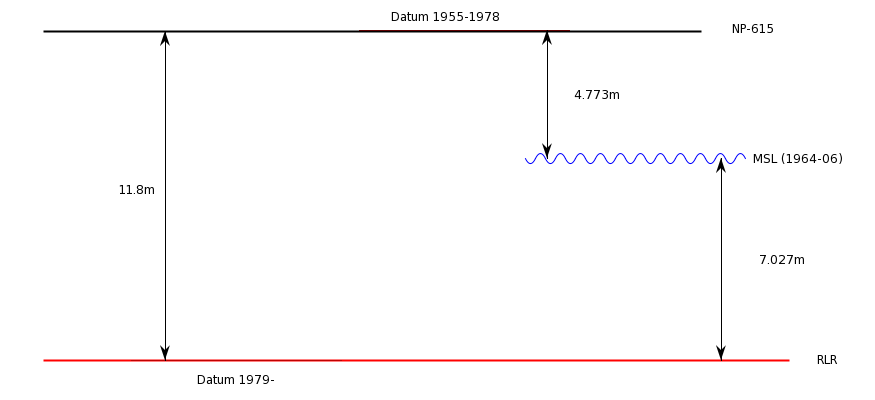 Datum 1955-1978
NP-615
4.773m
MSL (1964-06)
11.8m
7.027m
RLR
Datum 1979-